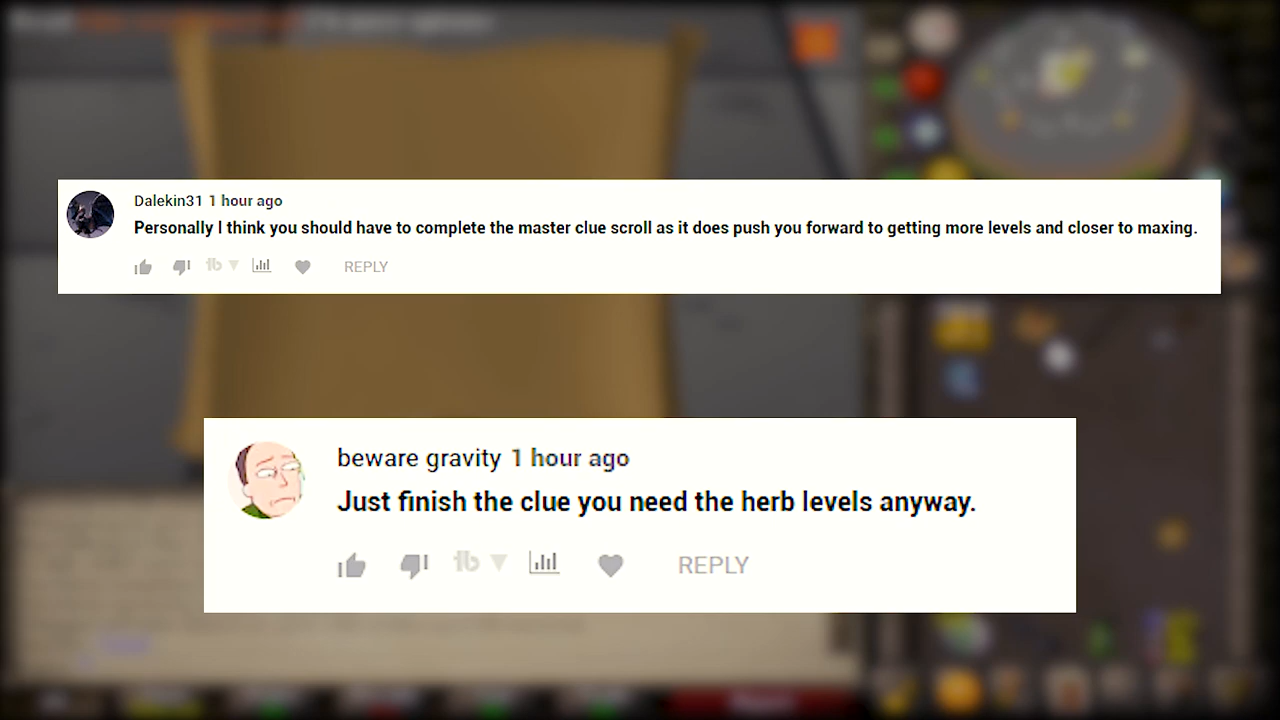 Dalekin31 1 hour ago
Personally I think you should have to complete the master clue scroll as it does push you forward to getting more levels and closer to maxing.
tb
REPLY
beware gravity 1 hour ago
Just finish the clue you need the herb levels anyway.
tb
REPLY